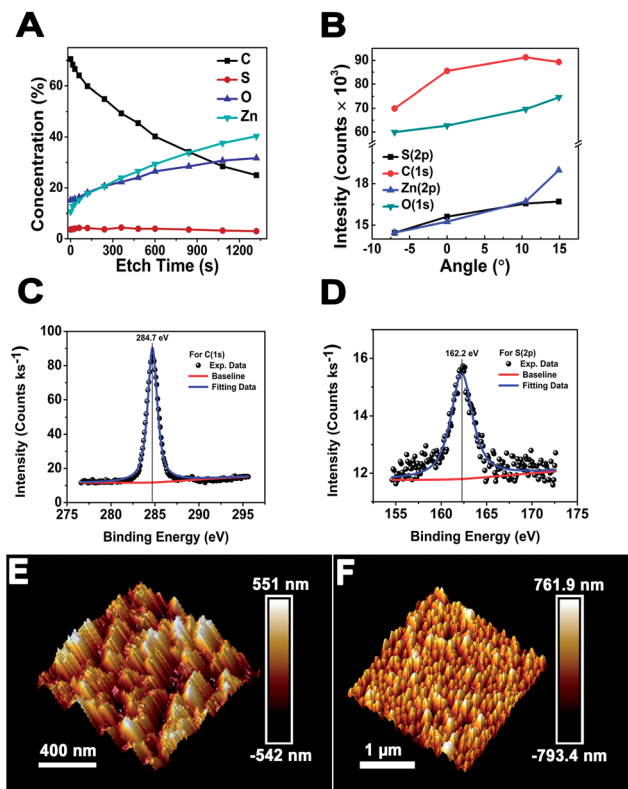 A
Concentration (%)
60
40
20
0
C
S
O
Zn
0
300
600
900
1200
Etch Time (s)
B
Intesity (counts × 10³)
90
80
70
60
18.0
16.5
15.0
S(2p)
C(1s)
Zn(2p)
O(1s)
-10
-5
0
5
10
15
Angle (°)
C
Intensity (Counts ks⁻¹)
100
80
60
40
20
0
284.7 eV
For C(1s)
Exp. Data
Baseline
Fitting Data
275
280
285
290
295
Binding Energy (eV)
D
Intensity (Counts ks⁻¹)
16
14
12
162.2 eV
For S(2p)
Exp. Data
Baseline
Fitting Data
155
160
165
170
175
Binding Energy (eV)
E
551 nm
-542 nm
400 nm
F
761.9 nm
-793.4 nm
1 µm